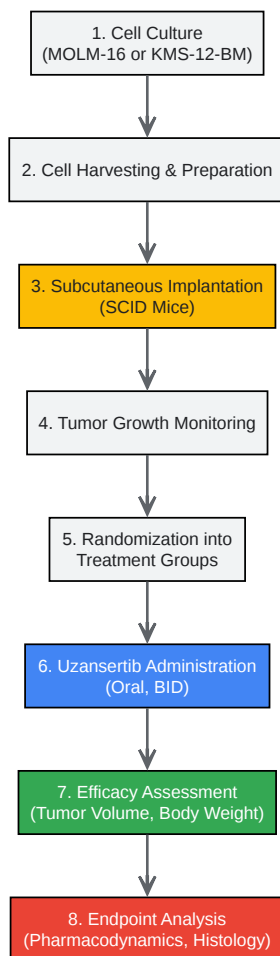 1. Cell Culture
(MOLM-16 or KMS-12-BM)
2. Cell Harvesting & Preparation
3. Subcutaneous Implantation
(SCID Mice)
4. Tumor Growth Monitoring
5. Randomization into
Treatment Groups
6. Uzansertib Administration
(Oral, BID)
7. Efficacy Assessment
(Tumor Volume, Body Weight)
8. Endpoint Analysis
(Pharmacodynamics, Histology)